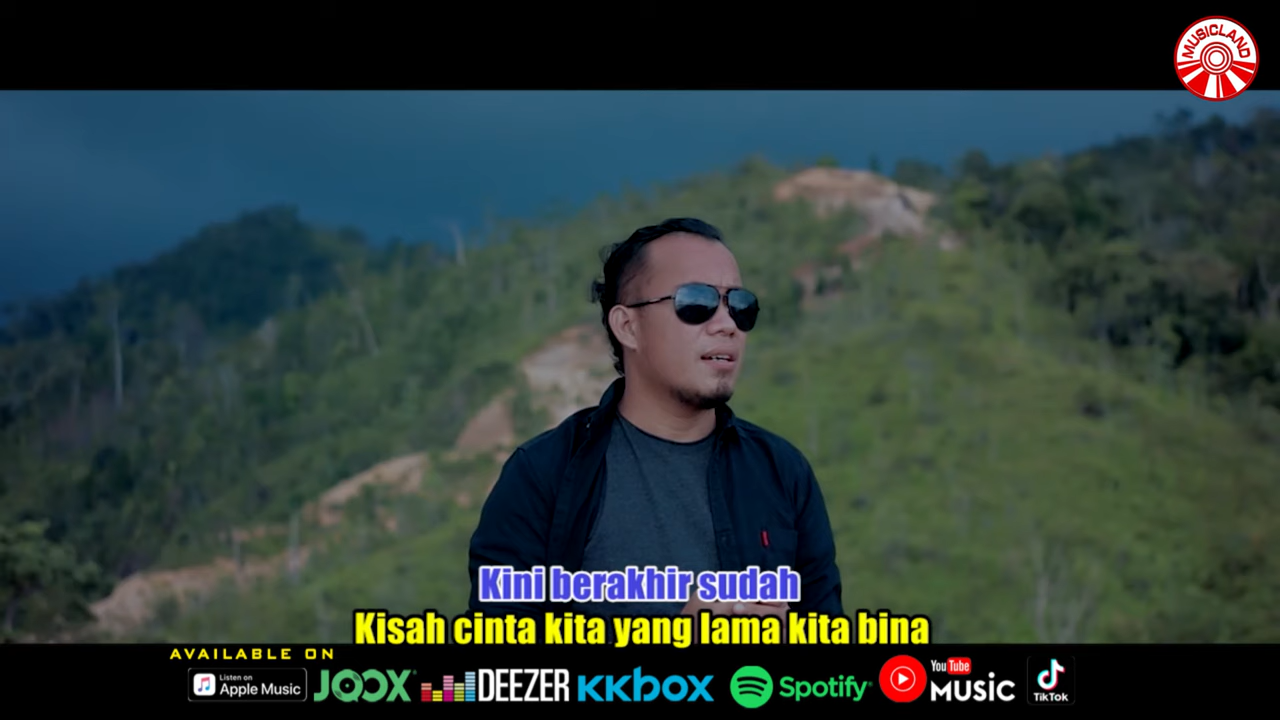 MUSICLAND
Kini berakhir sudah
Kisah cinta kita yang lama kita bina
AVAILABLE ON
Listen on
Apple Music
JOOX
DEEZER
KKBOX
Spotify
YouTube
MUSIC
TikTok